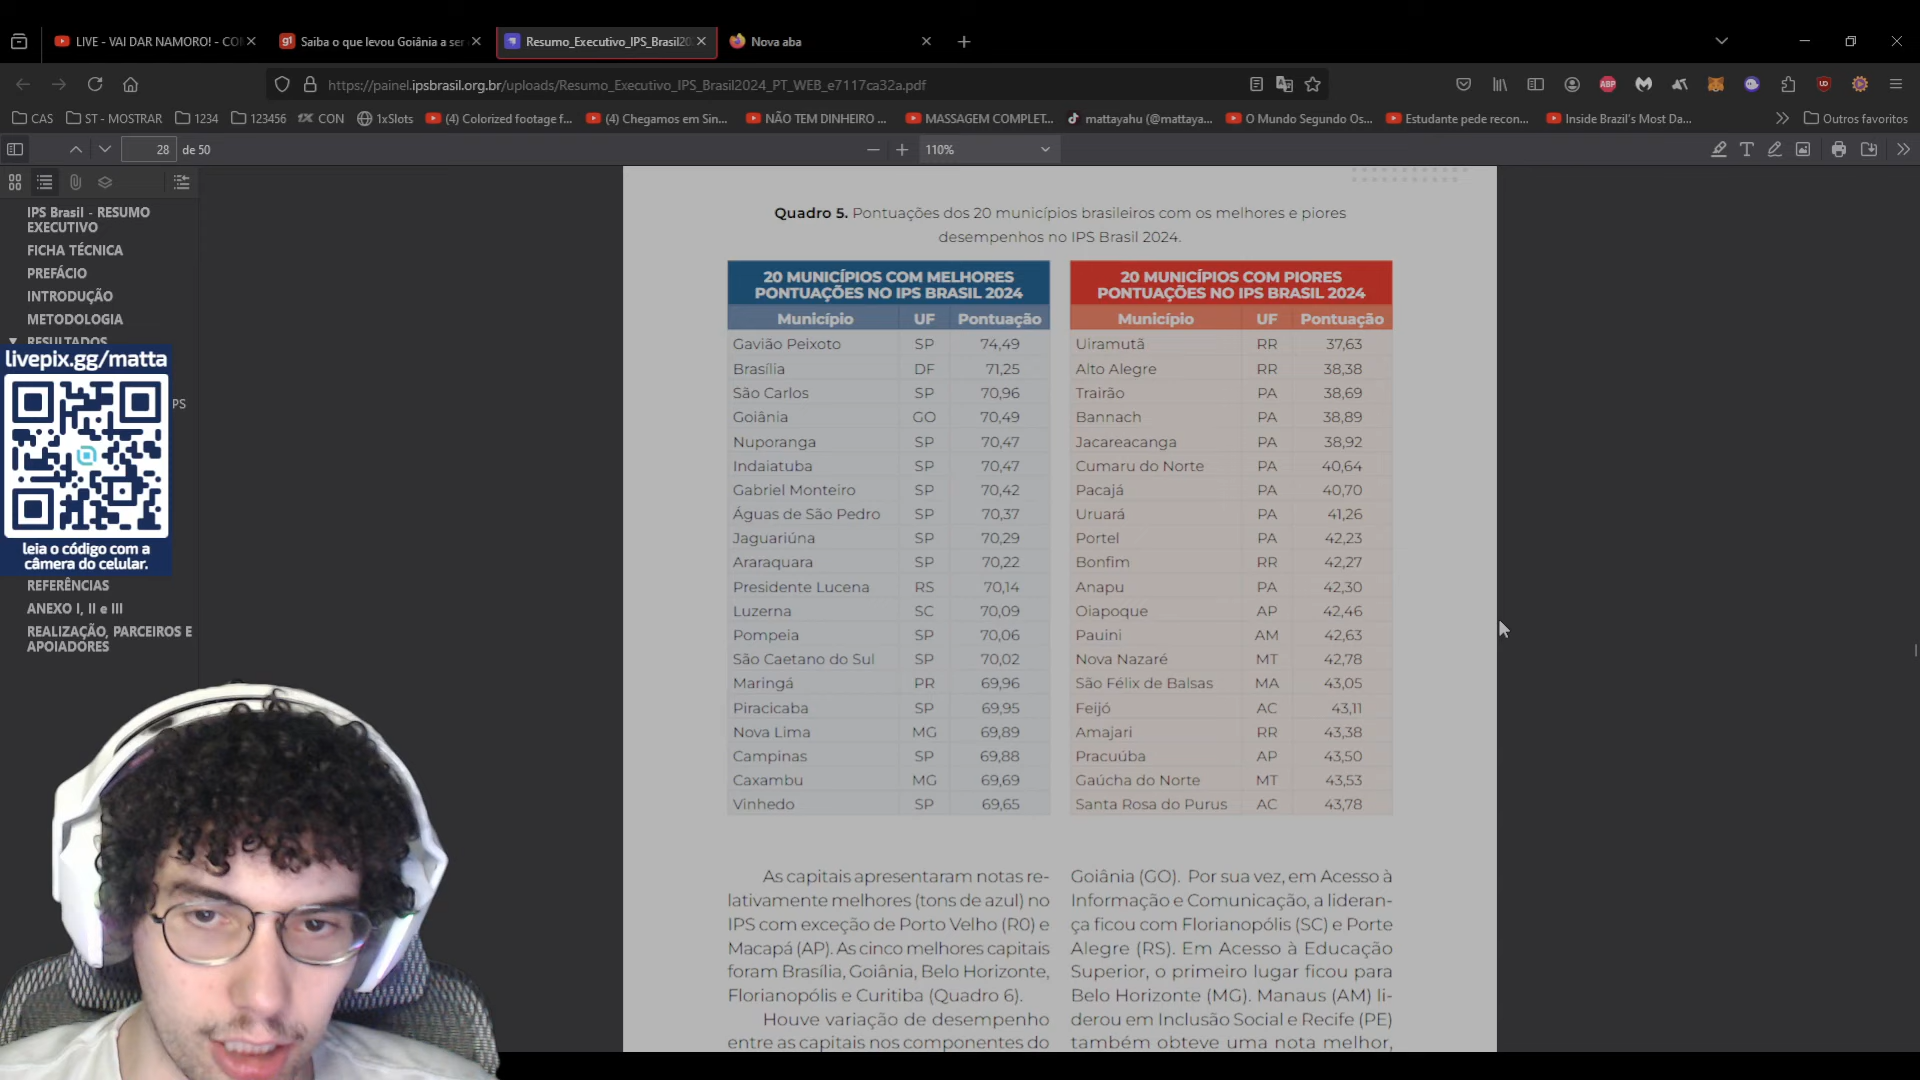 LIVE - VAI DAR NAMORO! - CO
Saiba o que levou Goiânia a ser
Resumo_Executivo_IPS_Brasil20
Nova aba
https://painel.ipsbrasil.org.br/uploads/Resumo_Executivo_IPS_Brasil2024_PT_WEB_e7117ca32a.pdf
CAS
ST - MOSTRAR
1234
123456
CON
1xSlots
(4) Colorized footage f...
(4) Chegamos em Sin...
NÃO TEM DINHEIRO ...
MASSAGEM COMPLET...
mattayahu (@mattaya...
O Mundo Segundo Os...
Estudante pede recon...
Inside Brazil's Most Da...
Outros favoritos
28 de 50
110%
IPS Brasil - RESUMO
EXECUTIVO
FICHA TÉCNICA
PREFÁCIO
INTRODUÇÃO
METODOLOGIA
RESULTADOS
livepix.gg/matta
PS
leia o código com a
câmera do celular.
REFERÊNCIAS
ANEXO I, II e III
REALIZAÇÃO, PARCEIROS E
APOIADORES
Quadro 5. Pontuações dos 20 municípios brasileiros com os melhores e piores
desempenhos no IPS Brasil 2024.
20 MUNICÍPIOS COM MELHORES
PONTUAÇÕES NO IPS BRASIL 2024
Município UF Pontuação
Gavião Peixoto SP 74,49
Brasília DF 71,25
São Carlos SP 70,96
Goiânia GO 70,49
Nuporanga SP 70,47
Indaiatuba SP 70,47
Gabriel Monteiro SP 70,42
Águas de São Pedro SP 70,37
Jaguariúna SP 70,29
Araraquara SP 70,22
Presidente Lucena RS 70,14
Luzerna SC 70,09
Pompeia SP 70,06
São Caetano do Sul SP 70,02
Maringá PR 69,96
Piracicaba SP 69,95
Nova Lima MG 69,89
Campinas SP 69,88
Caxambu MG 69,69
Vinhedo SP 69,65
20 MUNICÍPIOS COM PIORES
PONTUAÇÕES NO IPS BRASIL 2024
Município UF Pontuação
Uiramutã RR 37,63
Alto Alegre RR 38,38
Trairão PA 38,69
Bannach PA 38,89
Jacareacanga PA 38,92
Cumaru do Norte PA 40,64
Pacajá PA 40,70
Uruará PA 41,26
Portel PA 42,23
Bonfim RR 42,27
Anapu PA 42,30
Oiapoque AP 42,46
Pauini AM 42,63
Nova Nazaré MT 42,78
São Félix de Balsas MA 43,05
Feijó AC 43,11
Amajari RR 43,38
Pracuúba AP 43,50
Gaúcha do Norte MT 43,53
Santa Rosa do Purus AC 43,78
As capitais apresentaram notas re-
lativamente melhores (tons de azul) no
IPS com exceção de Porto Velho (R0) e
Macapá (AP). As cinco melhores capitais
foram Brasília, Goiânia, Belo Horizonte,
Florianópolis e Curitiba (Quadro 6).
Houve variação de desempenho
entre as capitais nos componentes do
Goiânia (GO). Por sua vez, em Acesso à
Informação e Comunicação, a lideran-
ça ficou com Florianópolis (SC) e Porte
Alegre (RS). Em Acesso à Educação
Superior, o primeiro lugar ficou para
Belo Horizonte (MG). Manaus (AM) li-
derou em Inclusão Social e Recife (PE)
também obteve uma nota melhor,